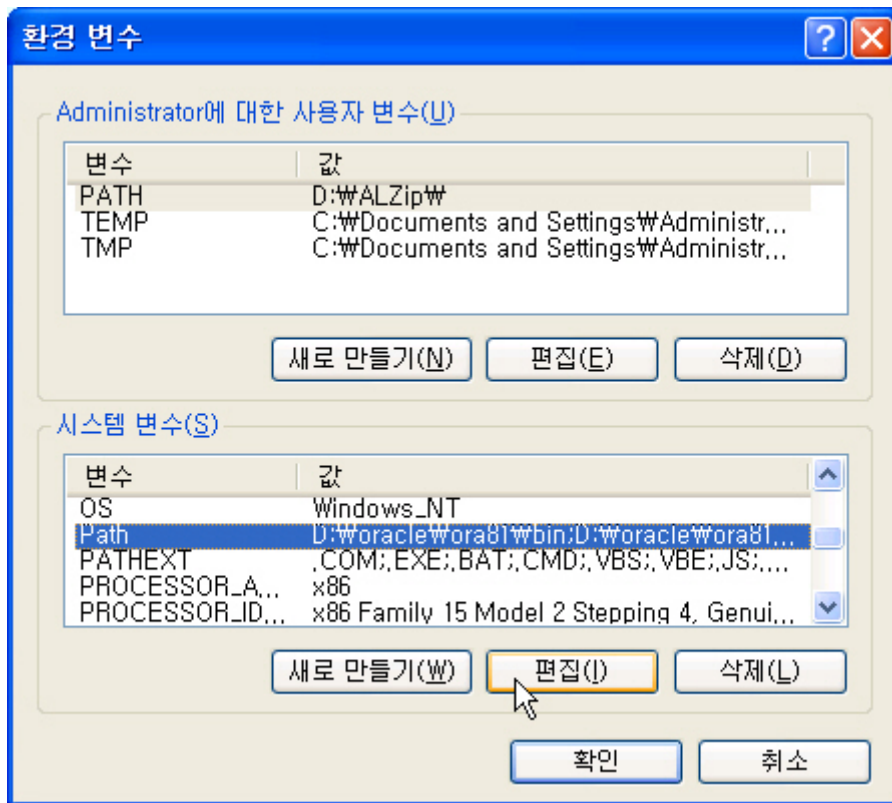 환경 변수
Administrator에 대한 사용자 변수(U)
변수 값
PATH D:₩ALZip₩
TEMP C:₩Documents and Settings₩Administr...
TMP C:₩Documents and Settings₩Administr...
새로 만들기(N) 편집(E) 삭제(D)
시스템 변수(S)
변수 값
OS Windows_NT
Path D:₩oracle₩ora81₩bin;D:₩oracle₩ora81...
PATHEXT .COM;.EXE;.BAT;.CMD;.VBS;.VBE;.JS;....
PROCESSOR_A... x86
PROCESSOR_ID... x86 Family 15 Model 2 Stepping 4, Genui...
새로 만들기(W) 편집(I) 삭제(L)
확인 취소